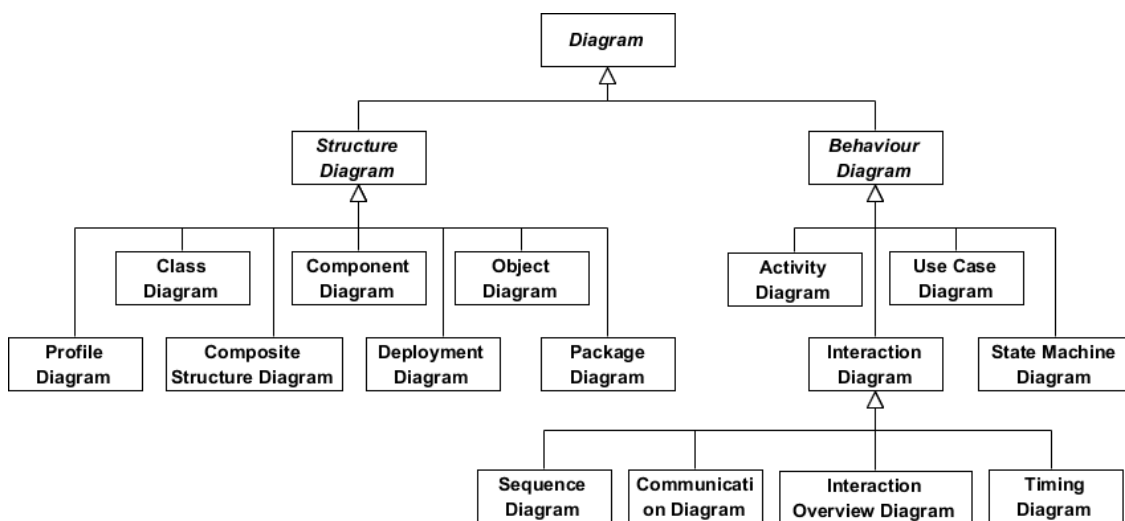 Diagram
Structure
Diagram
Behaviour
Diagram
Class
Diagram
Component
Diagram
Object
Diagram
Activity
Diagram
Use Case
Diagram
Profile
Diagram
Composite
Structure Diagram
Deployment
Diagram
Package
Diagram
Interaction
Diagram
State Machine
Diagram
Sequence
Diagram
Communicati
on Diagram
Interaction
Overview Diagram
Timing
Diagram